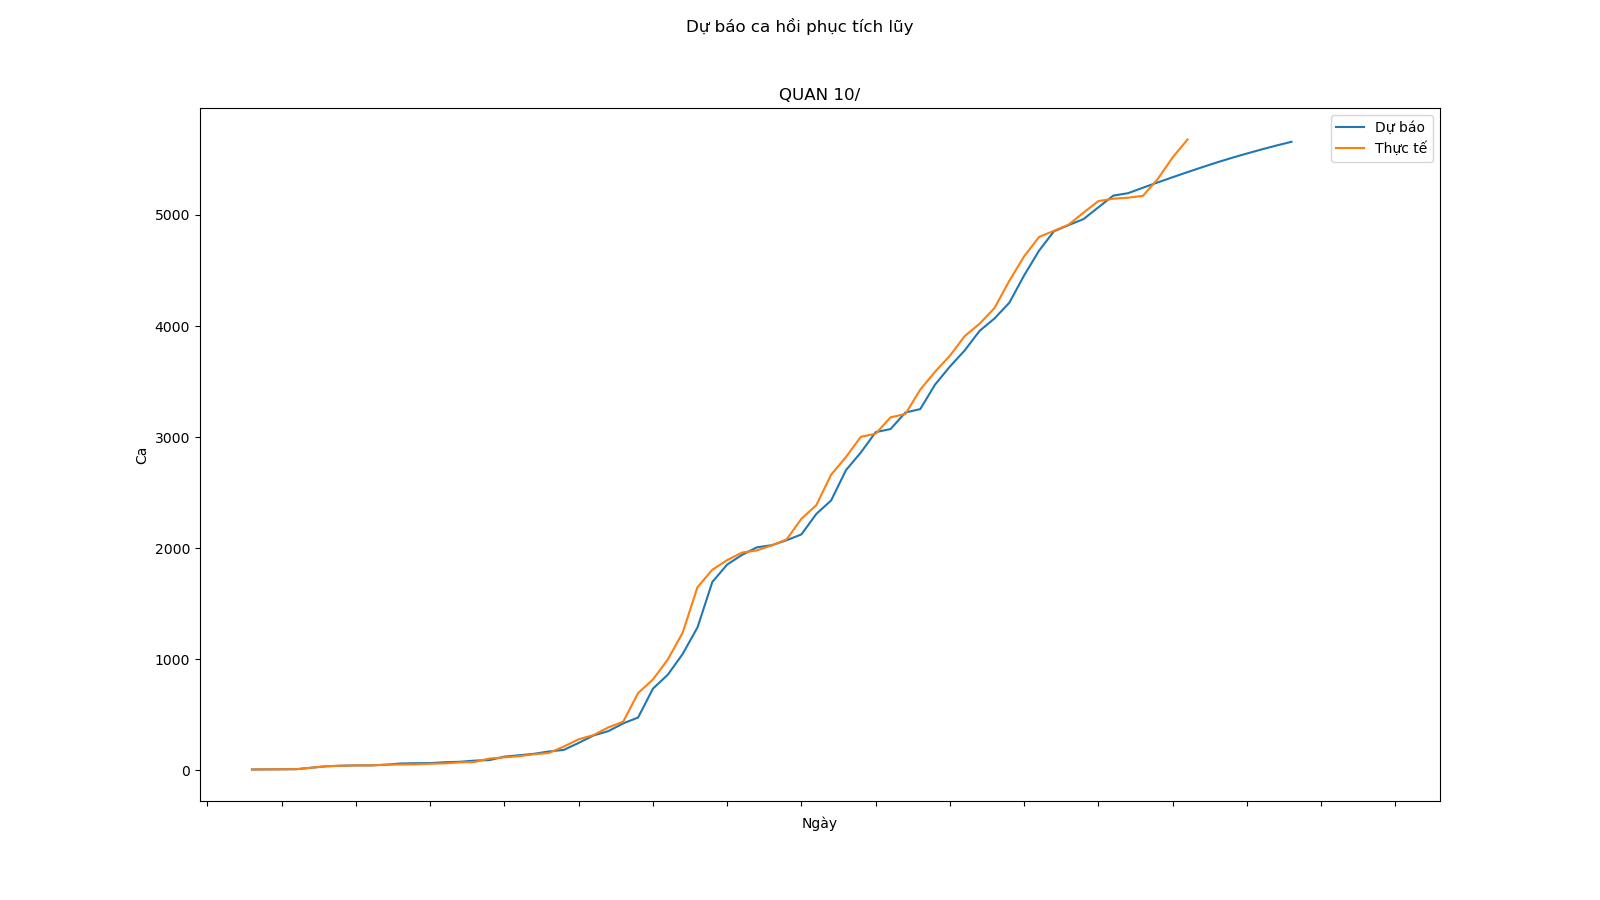 Dự báo ca hồi phục tích lũy
QUAN 10/
Dự báo
Thực tế
5000
4000
3000
2000
1000
0
Ca
Ngày